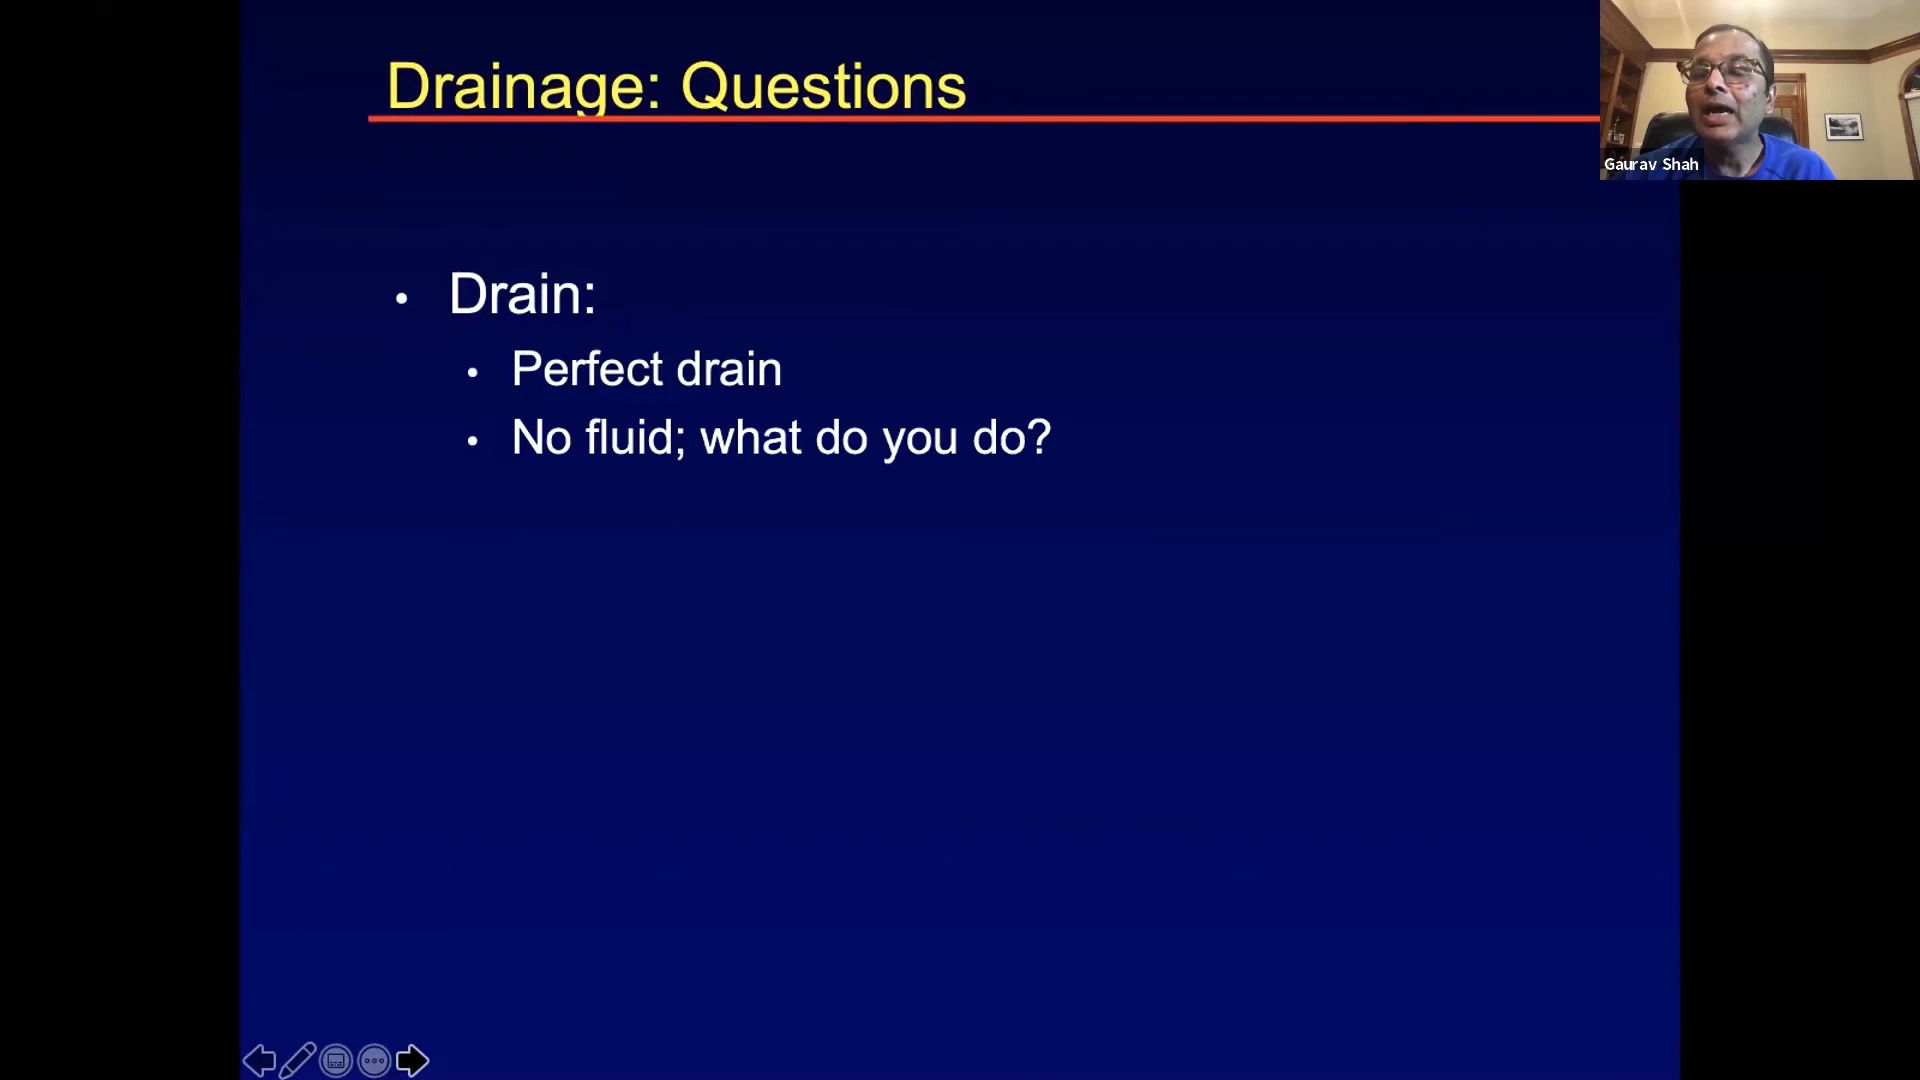 Drainage: Questions
Gaurav Shah
• Drain:
• Perfect drain
• No fluid; what do you do?